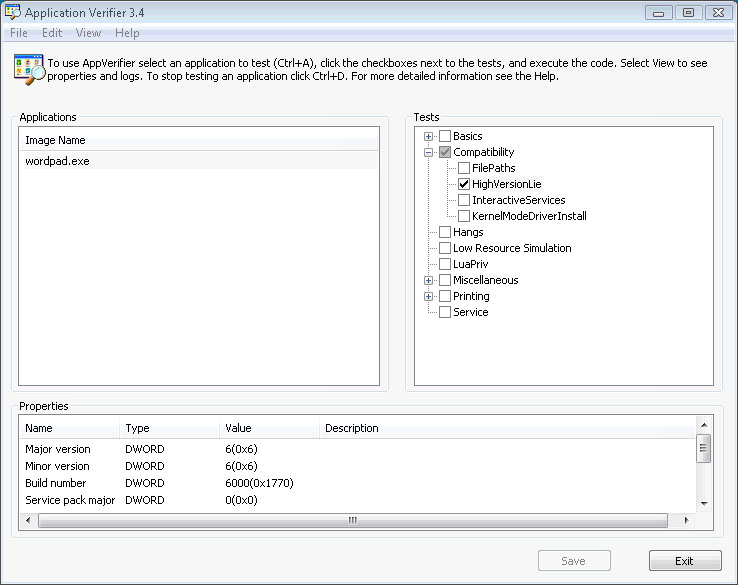 Application Verifier 3.4
File Edit View Help
To use AppVerifier select an application to test (Ctrl+A), click the checkboxes next to the tests, and execute the code. Select View to see
properties and logs. To stop testing an application click Ctrl+D. For more detailed information see the Help.
Applications
Image Name
wordpad.exe
Tests
Basics
Compatibility
FilePaths
HighVersionLie
InteractiveServices
KernelModeDriverInstall
Hangs
Low Resource Simulation
LuaPriv
Miscellaneous
Printing
Service
Properties
Name Type Value Description
Major version DWORD 6(0x6)
Minor version DWORD 6(0x6)
Build number DWORD 6000(0x1770)
Service pack major DWORD 0(0x0)
Save Exit